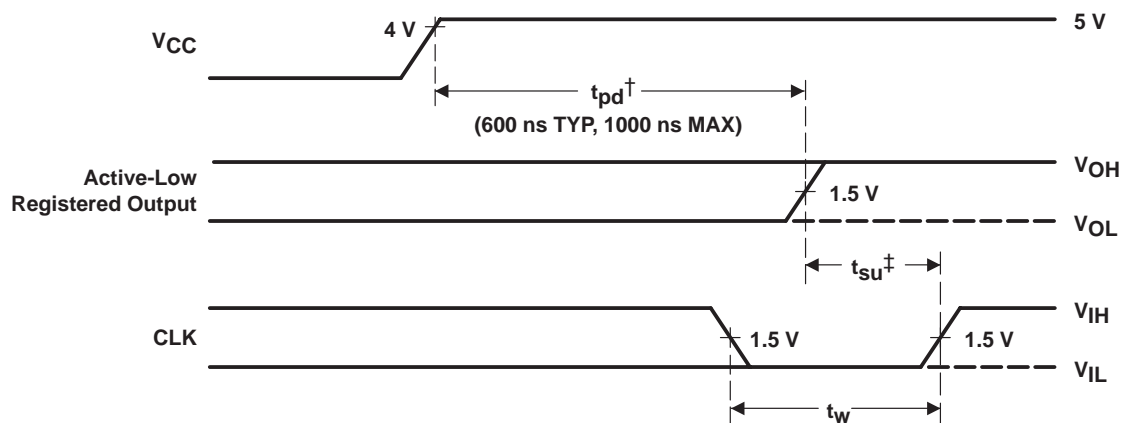 4 V
5 V
VCC
tpd†
(600 ns TYP, 1000 ns MAX)
VOH
Active-Low
Registered Output
1.5 V
VOL
tsu‡
VIH
CLK
1.5 V
1.5 V
VIL
tw